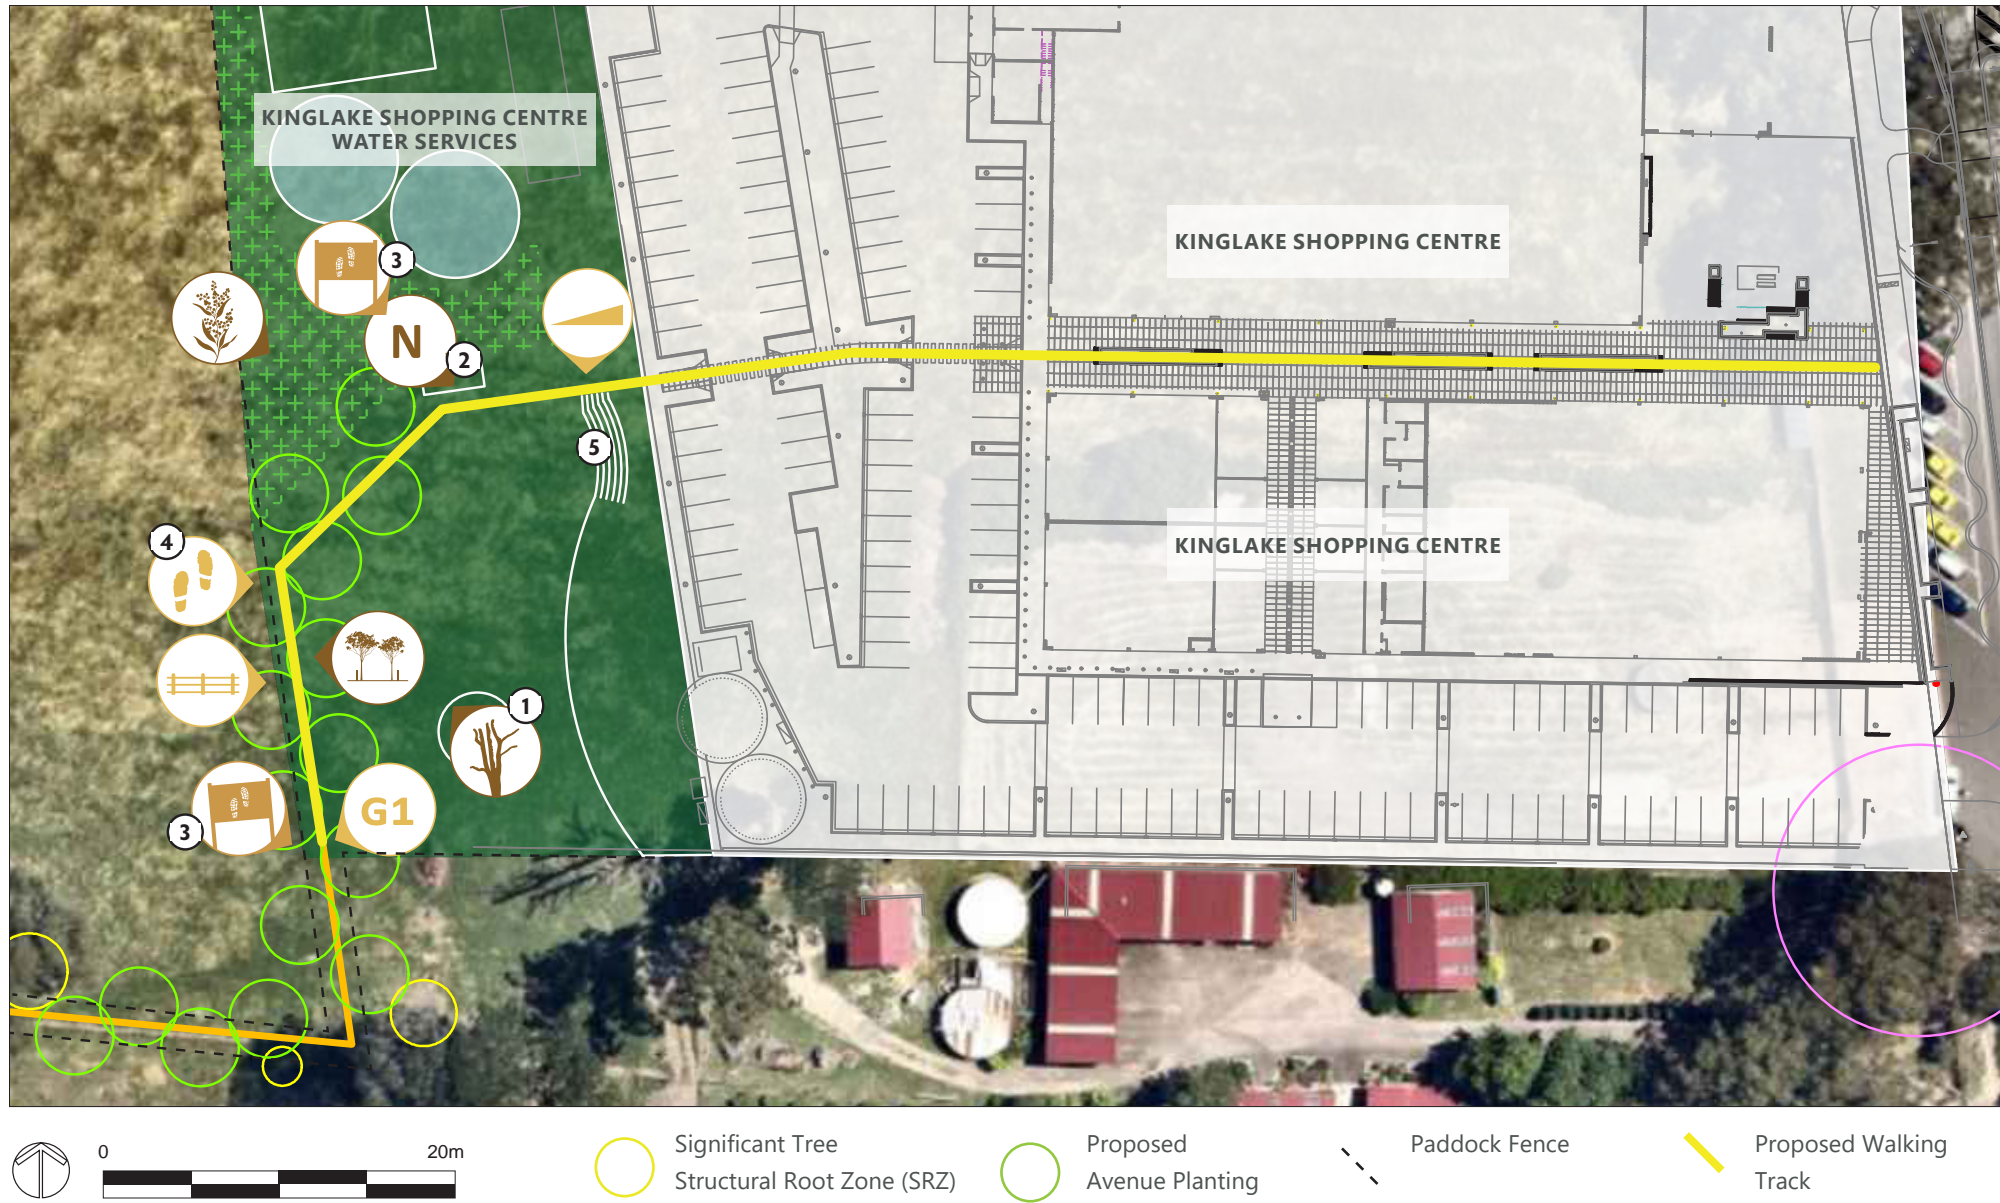 KINGLAKE SHOPPING CENTRE
WATER SERVICES
KINGLAKE SHOPPING CENTRE
3
N
2
5
KINGLAKE SHOPPING CENTRE
4
1
G1
3
0
20m
Significant Tree
Structural Root Zone (SRZ)
Proposed
Avenue Planting
Paddock Fence
Proposed Walking
Track